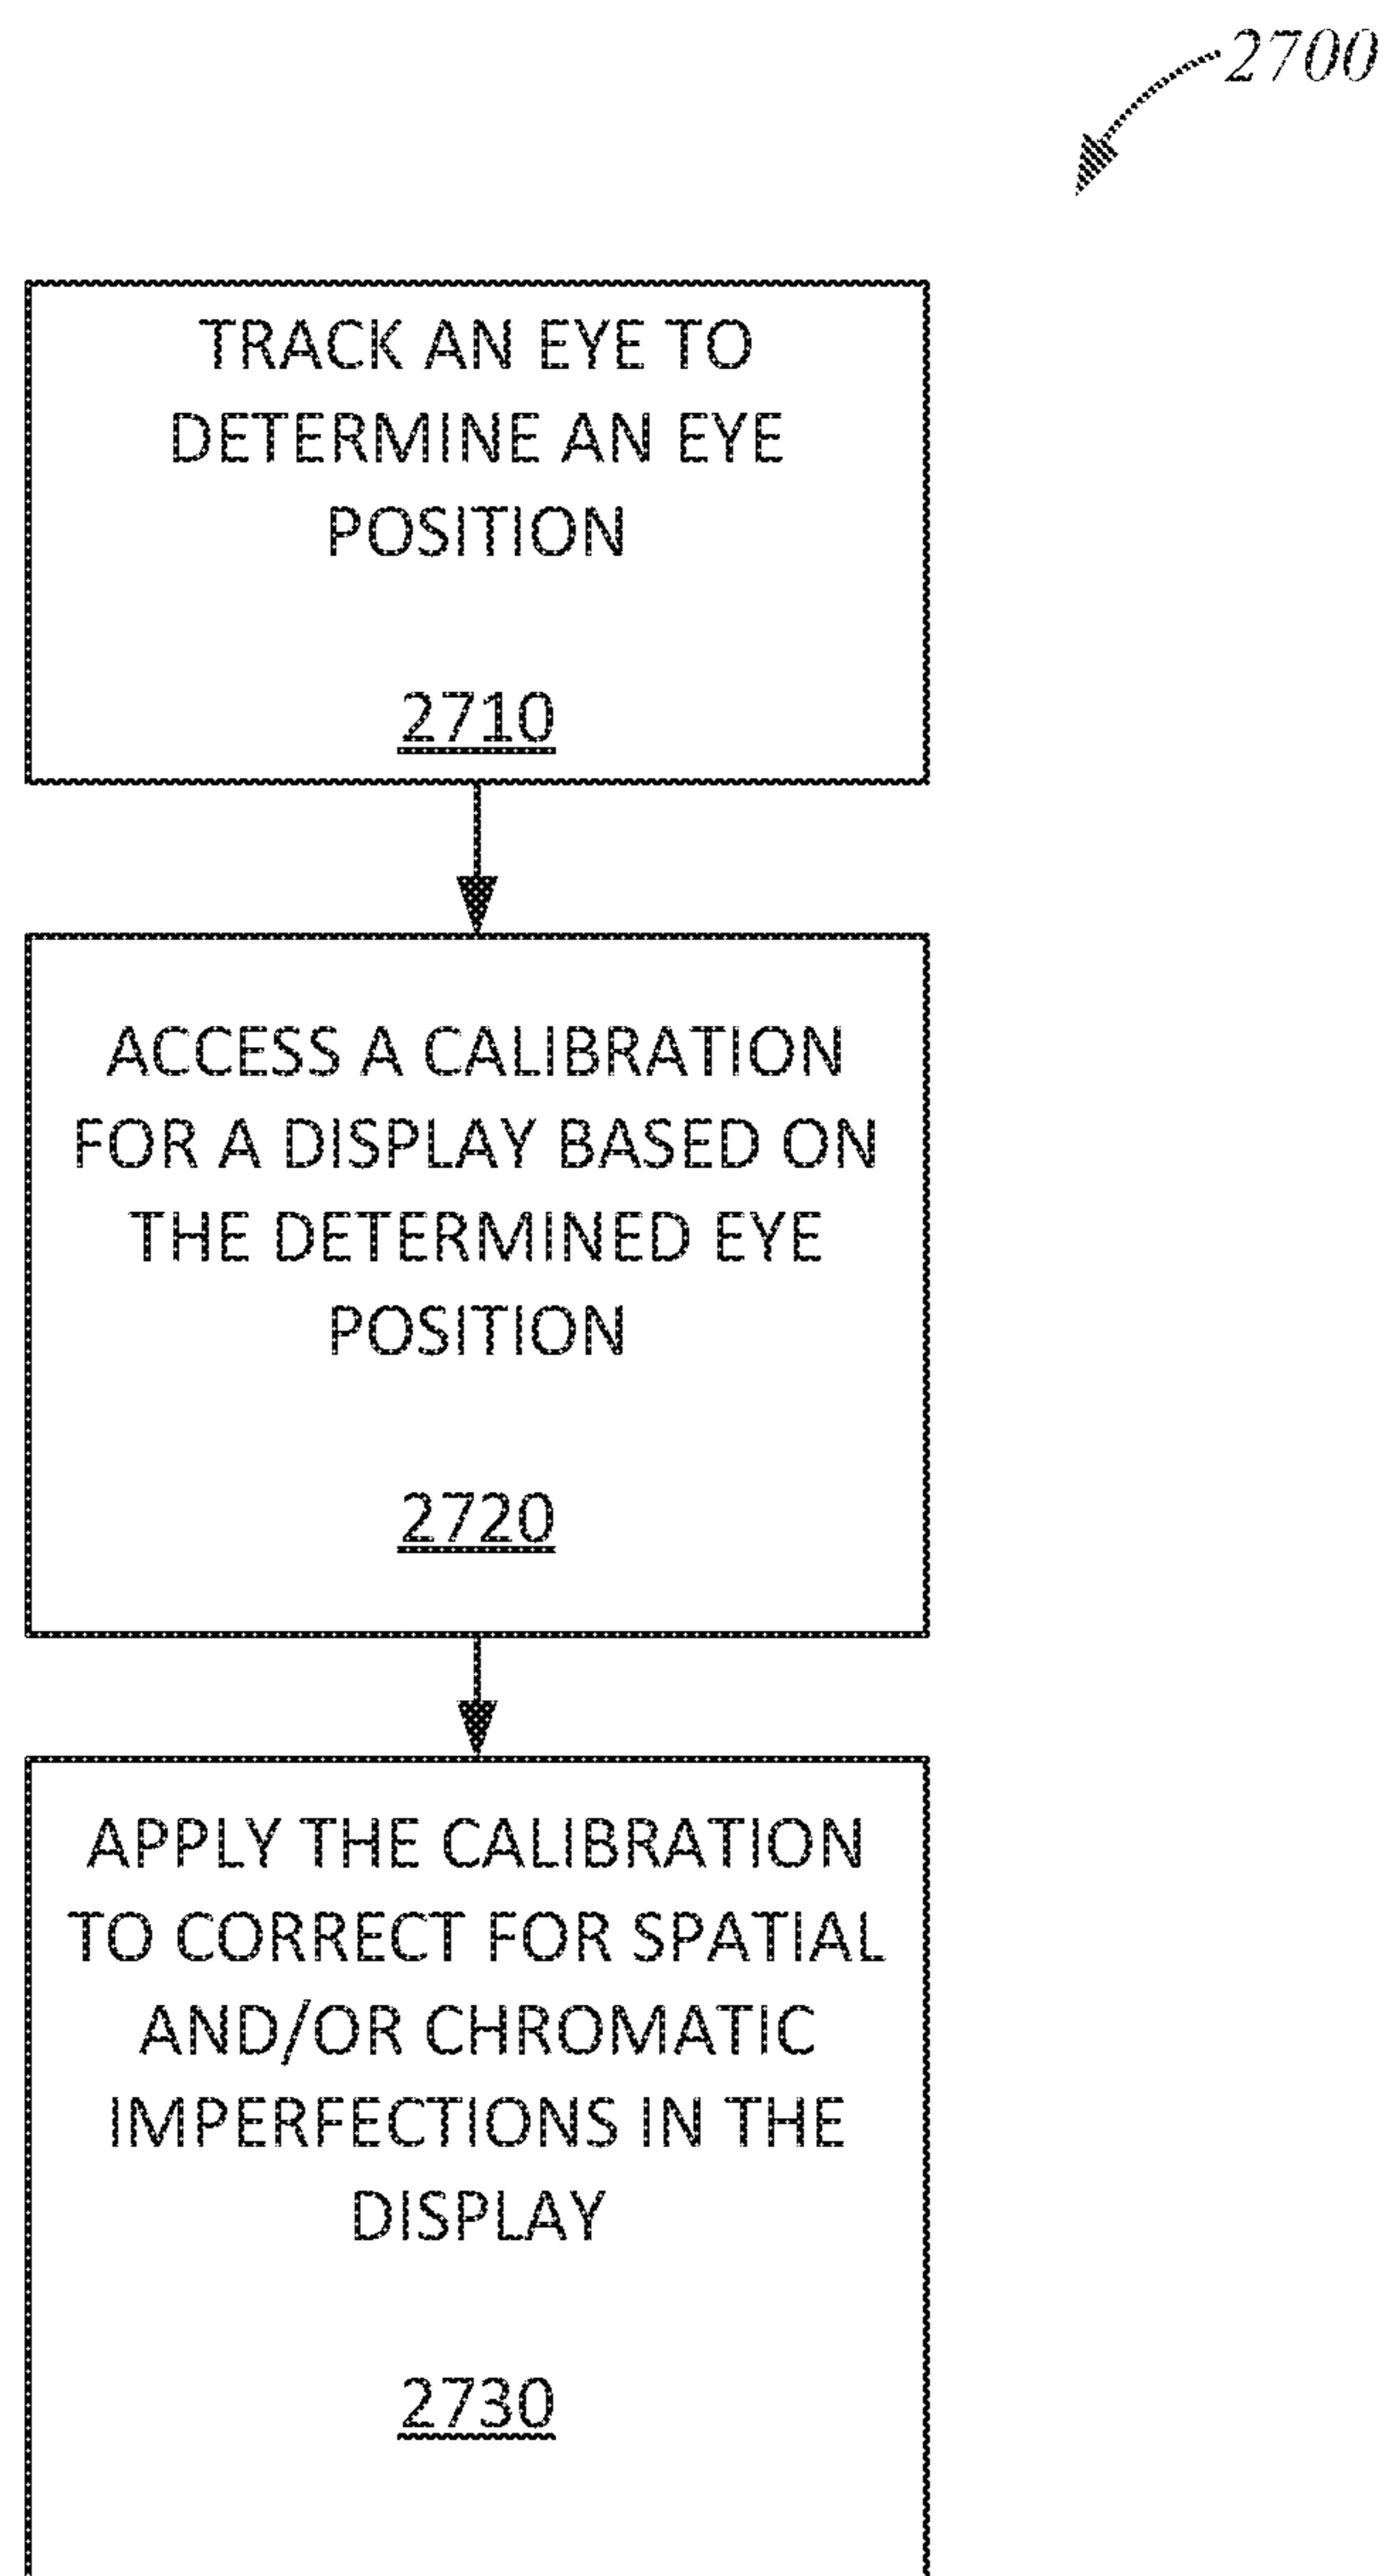 2700
TRACK AN EYE TO
DETERMINE AN EYE
POSITION
2710
ACCESS A CALIBRATION
FOR A DISPLAY BASED ON
THE DETERMINED EYE
POSITION
2720
APPLY THE CALIBRATION
TO CORRECT FOR SPATIAL
AND/OR CHROMATIC
IMPERFECTIONS IN THE
DISPLAY
2730